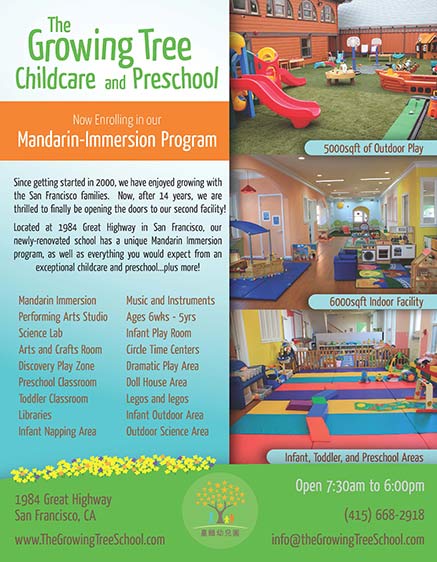 The
Growing Tree
Childcare and Preschool
Now Enrolling in our
Mandarin-Immersion Program
Since getting started in 2000, we have enjoyed growing with
the San Francisco families. Now, after 14 years, we are
thrilled to finally be opening the doors to our second facility!
Located at 1984 Great Highway in San Francisco, our
newly-renovated school has a unique Mandarin Immersion
program, as well as everything you would expect from an
exceptional childcare and preschool...plus more!
Mandarin Immersion
Performing Arts Studio
Science Lab
Arts and Crafts Room
Discovery Play Zone
Preschool Classroom
Toddler Classroom
Libraries
Infant Napping Area
Music and Instruments
Ages 6wks - 5yrs
Infant Play Room
Circle Time Centers
Dramatic Play Area
Doll House Area
Legos and legos
Infant Outdoor Area
Outdoor Science Area
5000sqft of Outdoor Play
6000sqft Indoor Facility
Infant, Toddler, and Preschool Areas
1984 Great Highway
San Francisco, CA
www.TheGrowingTreeSchool.com
幼兒園
Open 7:30am to 6:00pm
(415) 668-2918
info@theGrowingTreeSchool.com